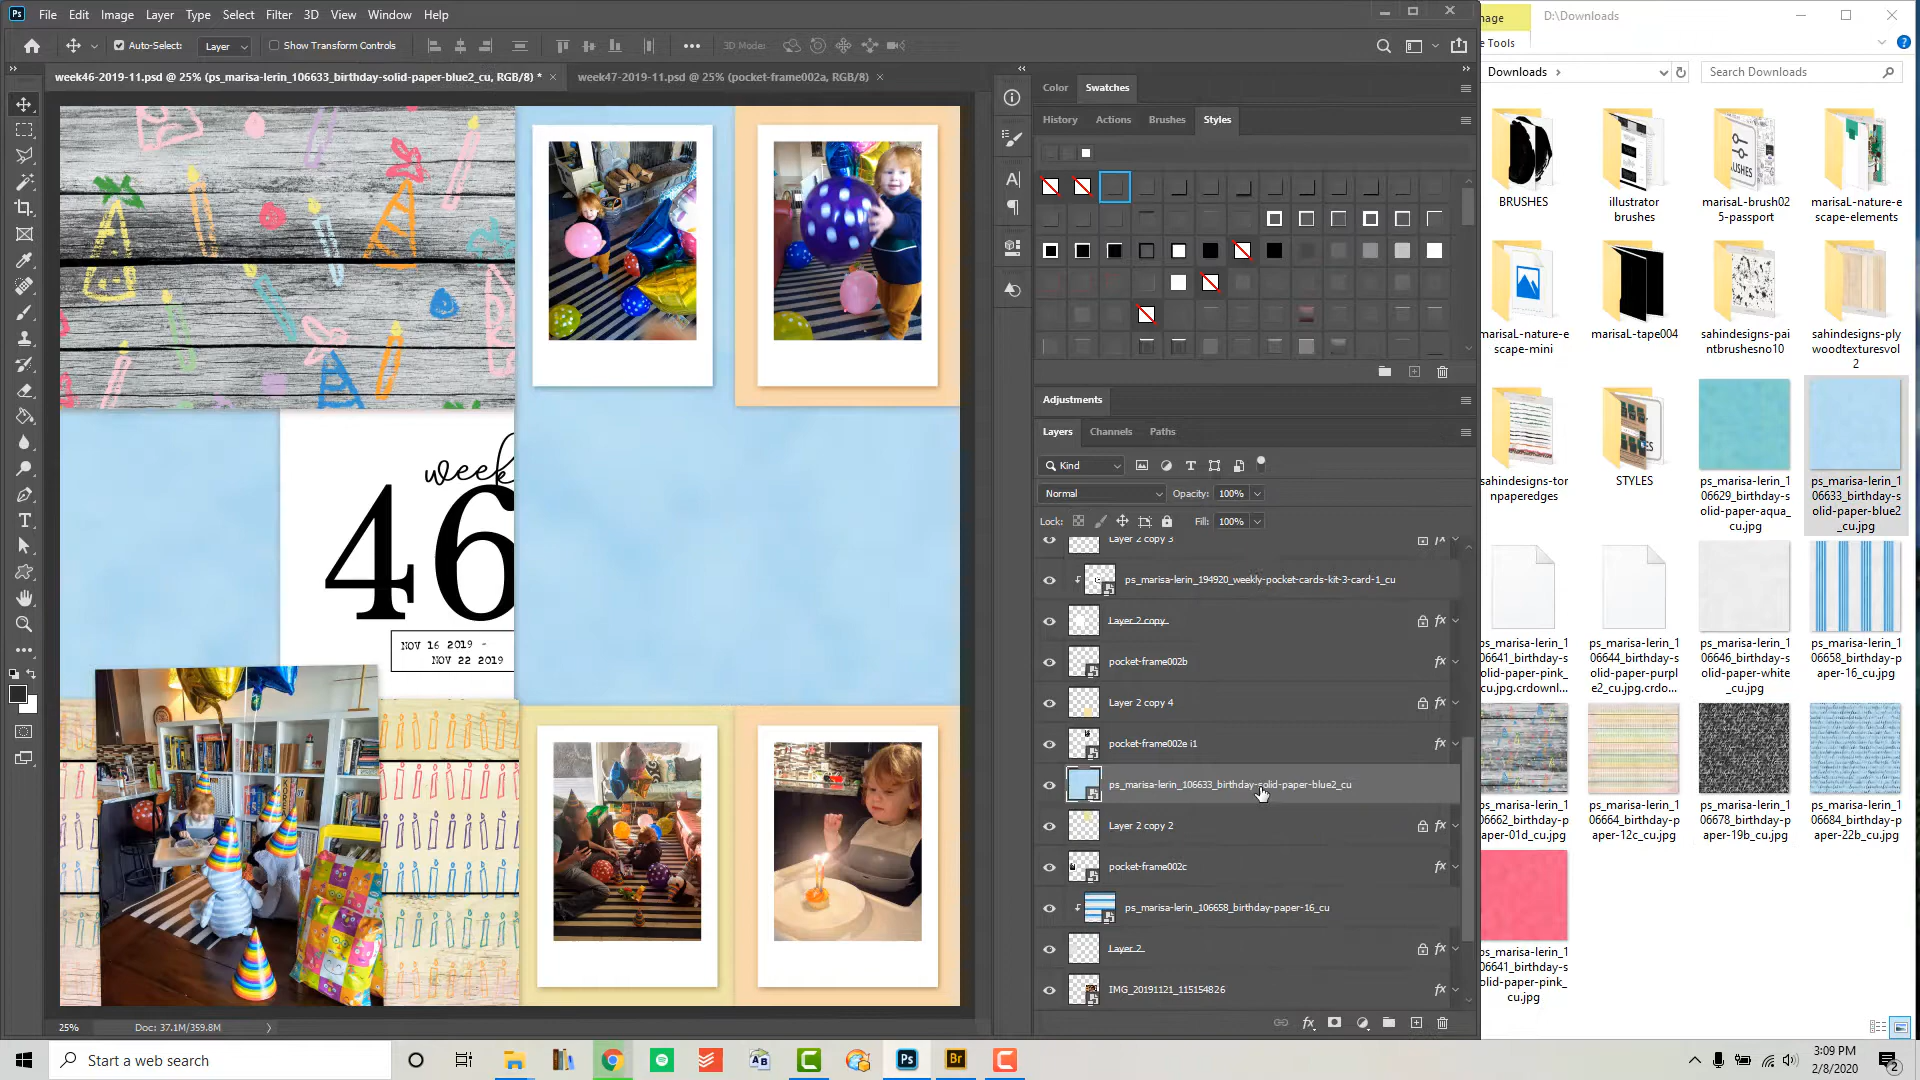 File Edit Image Layer Type Select Filter 3D View Window Help
Auto-Select: Layer Show Transform Controls 3D Mode:
week46-2019-11.psd @ 25% (ps_marisa-lerin_106633_birthday-solid-paper-blue2_cu, RGB/8) *
week47-2019-11.psd @ 25% (pocket-frame002a, RGB/8)
week
46
NOV 16 2019 -
NOV 22 2019
25% Doc: 37.1M/359.8M
Color Swatches
History Actions Brushes Styles
Adjustments
Layers Channels Paths
Kind
Normal Opacity: 100%
Lock: Fill: 100%
Layer 2 copy 3
ps_marisa-lerin_194920_weekly-pocket-cards-kit-3-card-1_cu
Layer 2 copy
pocket-frame002b
Layer 2 copy 4
pocket-frame002e i1
ps_marisa-lerin_106633_birthday-solid-paper-blue2_cu
Layer 2 copy 2
pocket-frame002c
ps_marisa-lerin_106658_birthday-paper-16_cu
Layer 2
IMG_20191121_115154826
D:\Downloads
Downloads
Search Downloads
BRUSHES
illustrator
brushes
marisaL-brush02
5-passport
marisaL-nature-e
scape-elements
marisaL-nature-e
scape-mini
marisaL-tape004
sahindesigns-pai
ntbrushesno10
sahindesigns-ply
woodtexturesvol
2
sahindesigns-tor
npaperedges
STYLES
ps_marisa-lerin_1
06629_birthday-s
olid-paper-aqua_
cu.jpg
ps_marisa-lerin_1
06633_birthday-s
olid-paper-blue2
_cu.jpg
ps_marisa-lerin_1
06641_birthday-s
olid-paper-pink_
cu.jpg.crdownl...
ps_marisa-lerin_1
06644_birthday-s
olid-paper-purpl
e2_cu.jpg.crdo...
ps_marisa-lerin_1
06646_birthday-s
olid-paper-white
_cu.jpg
ps_marisa-lerin_1
06658_birthday-p
aper-16_cu.jpg
ps_marisa-lerin_1
06662_birthday-p
aper-01d_cu.jpg
ps_marisa-lerin_1
06664_birthday-p
aper-12c_cu.jpg
ps_marisa-lerin_1
06678_birthday-p
aper-19b_cu.jpg
ps_marisa-lerin_1
06684_birthday-p
aper-22b_cu.jpg
ps_marisa-lerin_1
06641_birthday-s
olid-paper-pink_
cu.jpg
Start a web search
3:09 PM
2/8/2020